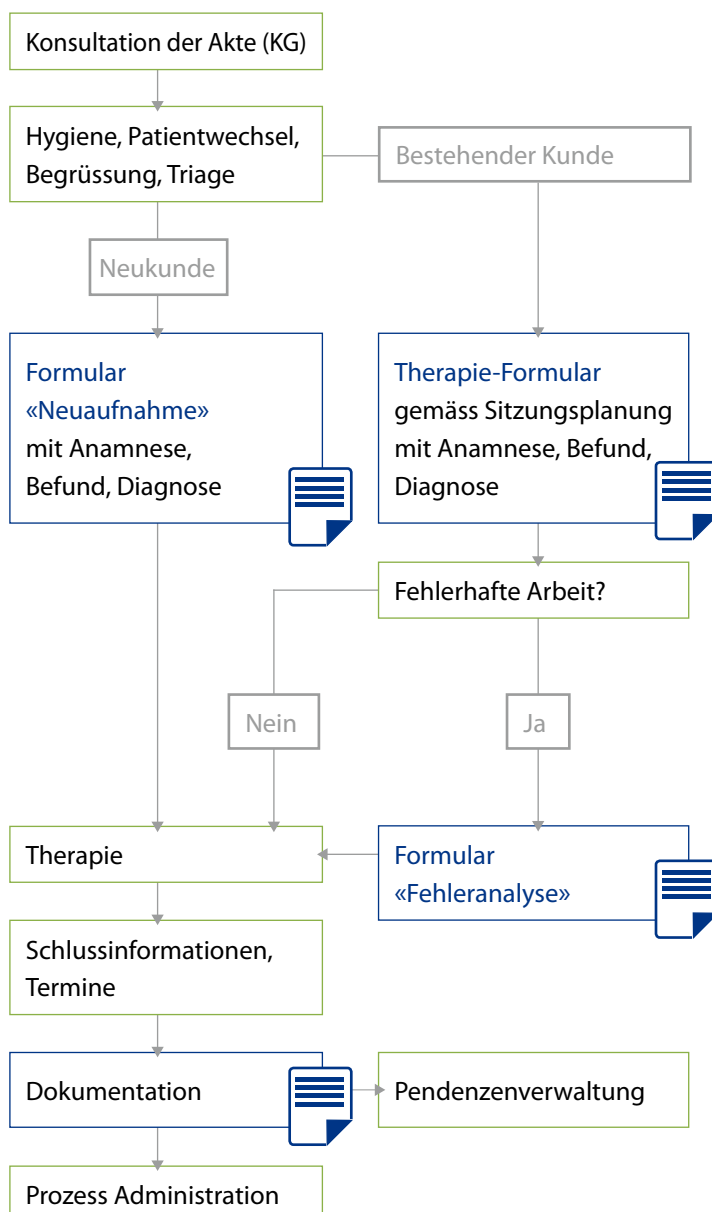 Konsultation der Akte (KG)
Hygiene, Patientwechsel,
Begrüssung, Triage
Bestehender Kunde
Neukunde
Formular
«Neuaufnahme»
mit Anamnese,
Befund, Diagnose
Therapie-Formular
gemäss Sitzungsplanung
mit Anamnese, Befund,
Diagnose
Fehlerhafte Arbeit?
Nein
Ja
Therapie
Formular
«Fehleranalyse»
Schlussinformationen,
Termine
Dokumentation
Pendenzenverwaltung
Prozess Administration